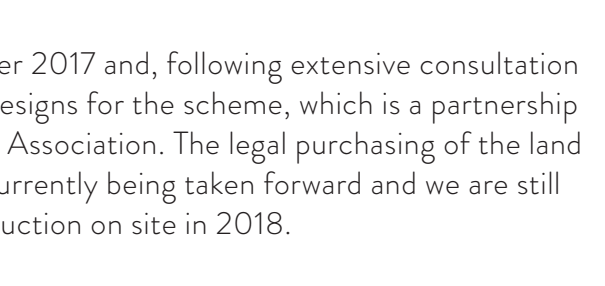 er 2017 and, following extensive consultation
esigns for the scheme, which is a partnership
Association. The legal purchasing of the land
urrently being taken forward and we are still
uction on site in 2018.